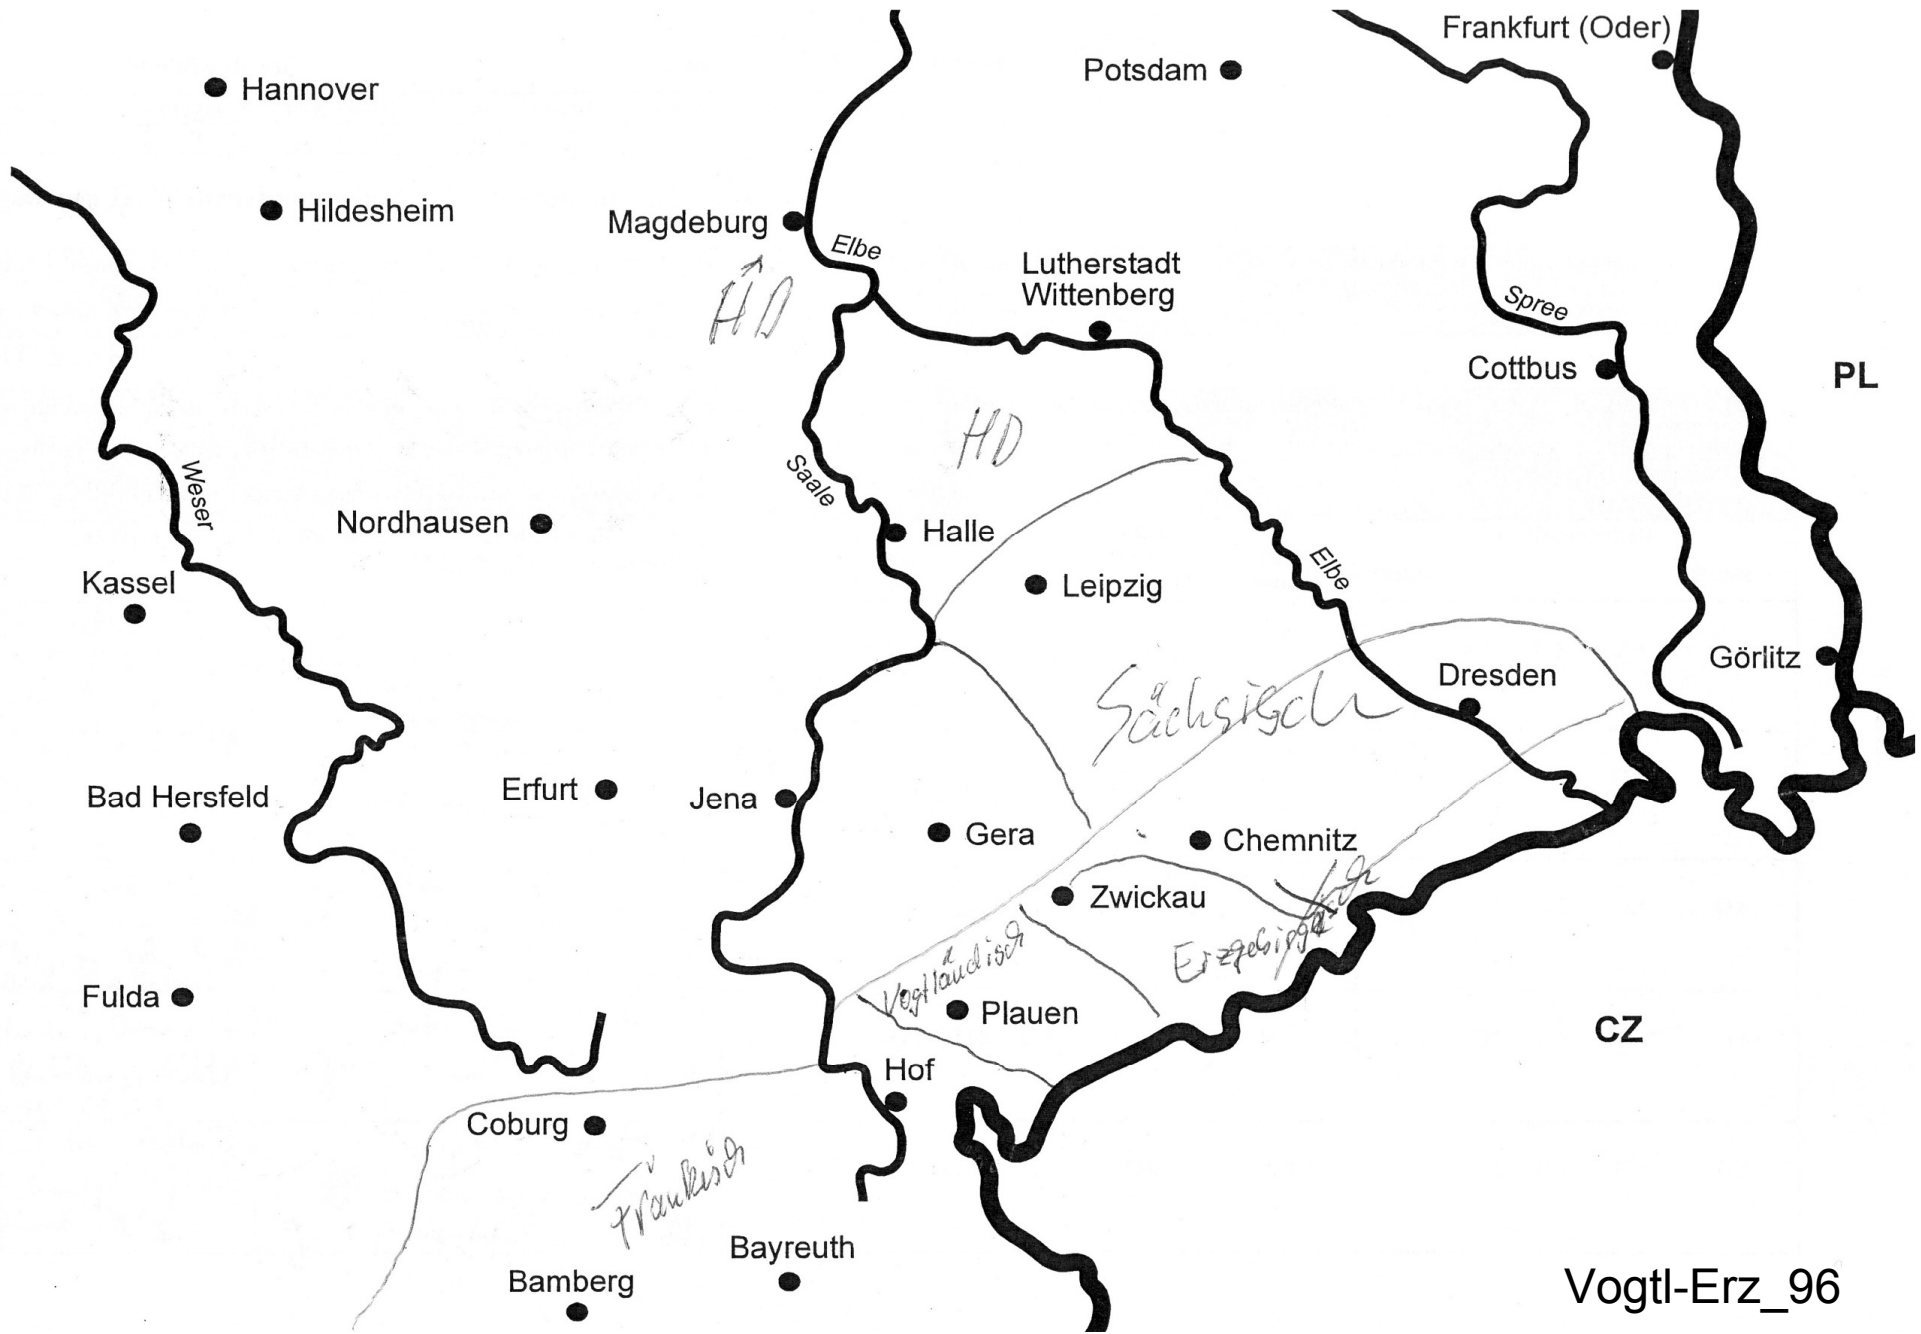 Frankfurt (Oder)
Potsdam
Hannover
Hildesheim
Magdeburg
Elbe
HD
Lutherstadt
Wittenberg
Spree
Cottbus
PL
HD
Saale
Weser
Nordhausen
Halle
Elbe
Kassel
Leipzig
Görlitz
Dresden
Sächsisch
Bad Hersfeld
Erfurt
Jena
Gera
Chemnitz
Zwickau
Vogtländisch
Fulda
Plauen
CZ
Hof
Coburg
Fränkisch
Bayreuth
Bamberg
Vogtl-Erz_96